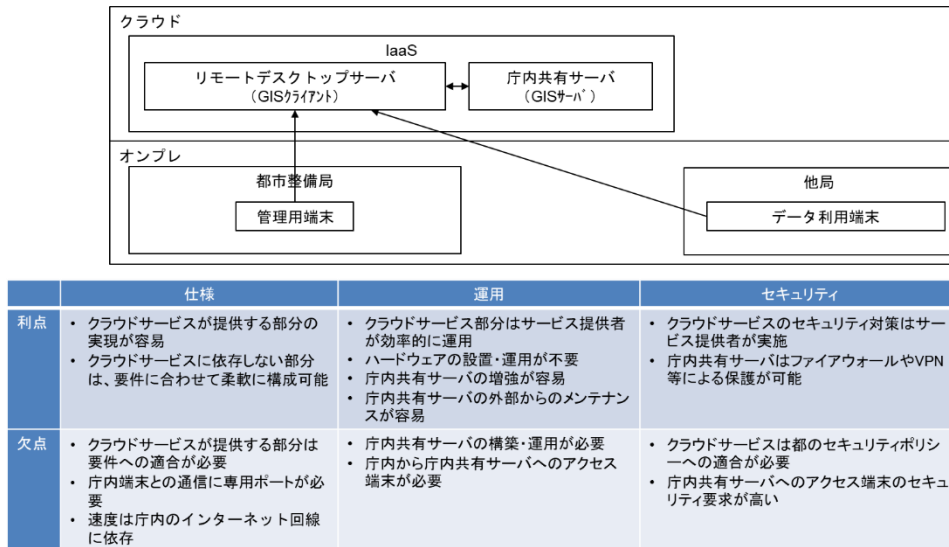 クラウド
IaaS
リモートデスクトップサーバ
（GISｸﾗｲｱﾝﾄ）
庁内共有サーバ
（GISｻｰﾊﾞ）
オンプレ
都市整備局
管理用端末
他局
データ利用端末
仕様
運用
セキュリティ
利点
• クラウドサービスが提供する部分の
実現が容易
• クラウドサービスに依存しない部分
は、要件に合わせて柔軟に構成可能
• クラウドサービス部分はサービス提供者
が効率的に運用
• ハードウェアの設置・運用が不要
• 庁内共有サーバの増強が容易
• 庁内共有サーバの外部からのメンテナ
ンスが容易
• クラウドサービスのセキュリティ対策はサー
ビス提供者が実施
• 庁内共有サーバはファイアウォールやVPN
等による保護が可能
欠点
• クラウドサービスが提供する部分は
要件への適合が必要
• 庁内端末との通信に専用ポートが必
要
• 速度は庁内のインターネット回線
に依存
• 庁内共有サーバの構築・運用が必要
• 庁内から庁内共有サーバへのアクセス
端末が必要
• クラウドサービスは都のセキュリティポリシ
ーへの適合が必要
• 庁内共有サーバへのアクセス端末のセキュ
リティ要求が高い